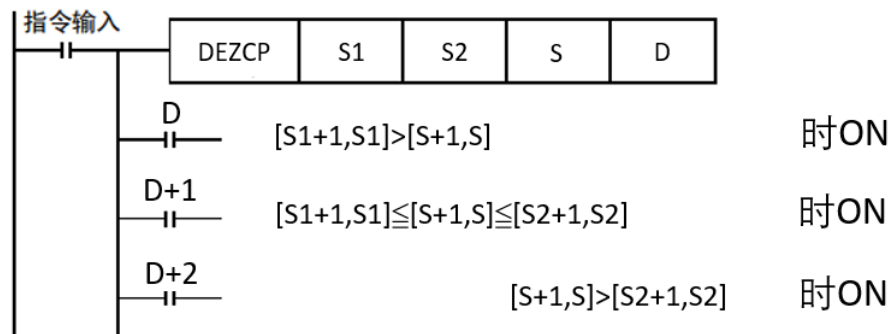 指令输入
DEZCP S1 S2 S D
D
[S1+1,S1]>[S+1,S] 时ON
D+1
[S1+1,S1]≦[S+1,S]≦[S2+1,S2] 时ON
D+2
[S+1,S]>[S2+1,S2] 时ON